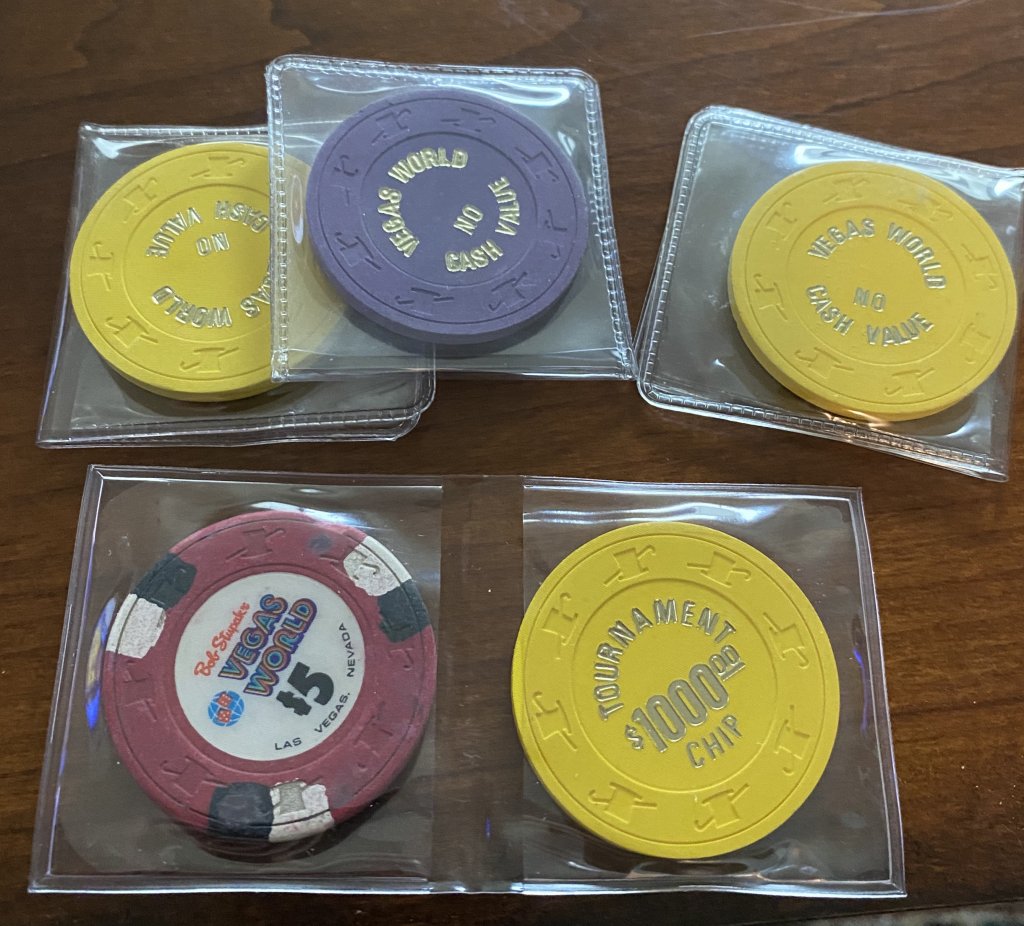 VEGAS WORLD
NO
CASH VALUE
VEGAS WORLD
NO
CASH VALUE
VEGAS WORLD
NO
CASH VALUE
Bob Stupak's
VEGAS
WORLD
$5
LAS VEGAS, NEVADA
TOURNAMENT
$1000.00
CHIP